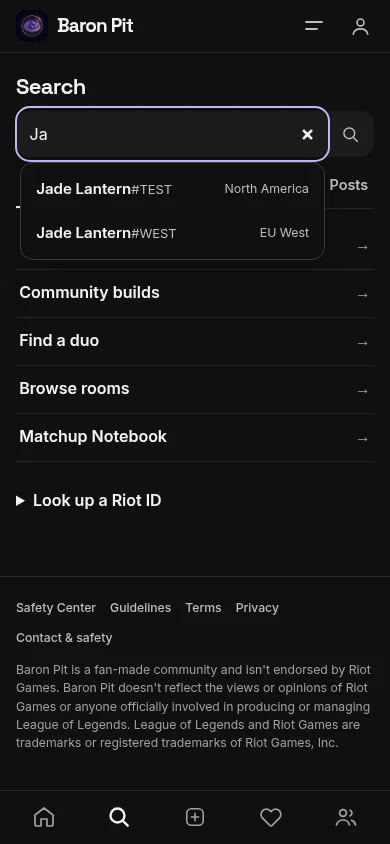 Baron Pit
Search
Ja
Jade Lantern#TEST North America
Posts
Jade Lantern#WEST EU West
→
Community builds →
Find a duo →
Browse rooms →
Matchup Notebook →
Look up a Riot ID
Safety Center Guidelines Terms Privacy
Contact & safety
Baron Pit is a fan-made community and isn't endorsed by Riot
Games. Baron Pit doesn't reflect the views or opinions of Riot
Games or anyone officially involved in producing or managing
League of Legends. League of Legends and Riot Games are
trademarks or registered trademarks of Riot Games, Inc.